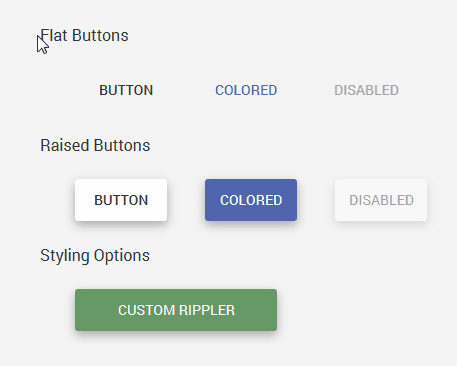 Flat Buttons
BUTTON COLORED DISABLED
Raised Buttons
BUTTON COLORED DISABLED
Styling Options
CUSTOM RIPPLER